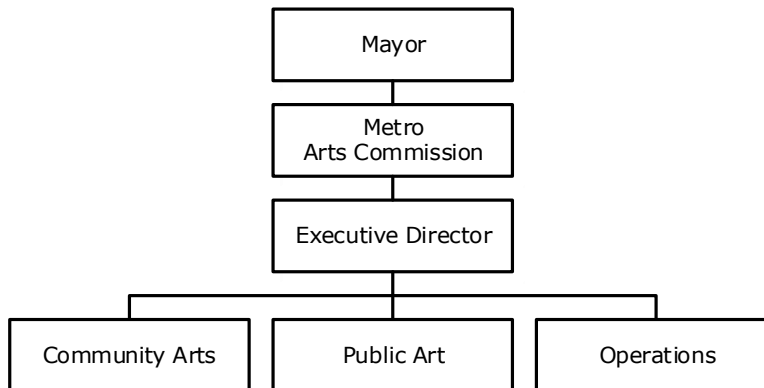 Mayor
Metro
Arts Commission
Executive Director
Community Arts
Public Art
Operations